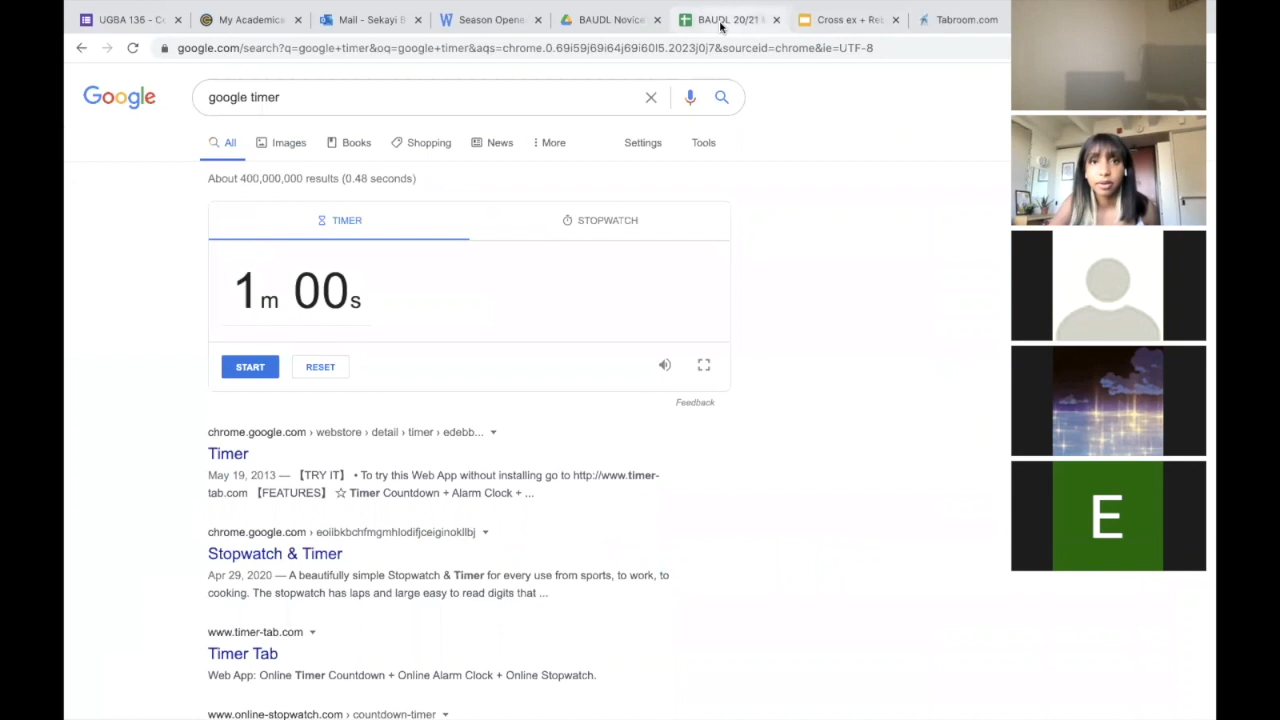 UGBA 135 - C
My Academics
Mail - Sekayi B
Season Opene
BAUDL Novice
BAUDL 20/21
Cross ex + Re
Tabroom.com
google.com/search?q=google+timer&oq=google+timer&aqs=chrome.0.69i59j69i64j69i60l5.2023j0j7&sourceid=chrome&ie=UTF-8
Google
google timer
All
Images
Books
Shopping
News
More
Settings
Tools
About 400,000,000 results (0.48 seconds)
TIMER
STOPWATCH
1m 00s
START
RESET
Feedback
chrome.google.com › webstore › detail › timer › edebb...
Timer
May 19, 2013 — 【TRY IT】 • To try this Web App without installing go to http://www.timer-
tab.com 【FEATURES】 ☆ Timer Countdown + Alarm Clock + ...
chrome.google.com › eoiibkbchfmgmhlodifjceiginokllbj
Stopwatch & Timer
Apr 29, 2020 — A beautifully simple Stopwatch & Timer for every use from sports, to work, to
cooking. The stopwatch has laps and large easy to read digits that ...
www.timer-tab.com
Timer Tab
Web App: Online Timer Countdown + Online Alarm Clock + Online Stopwatch.
www.online-stopwatch.com › countdown-timer
E